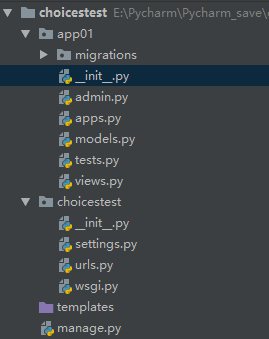 choicestest E:\Pycharm\Pycharm_save\
app01
migrations
__init__.py
admin.py
apps.py
models.py
tests.py
views.py
choicestest
__init__.py
settings.py
urls.py
wsgi.py
templates
manage.py